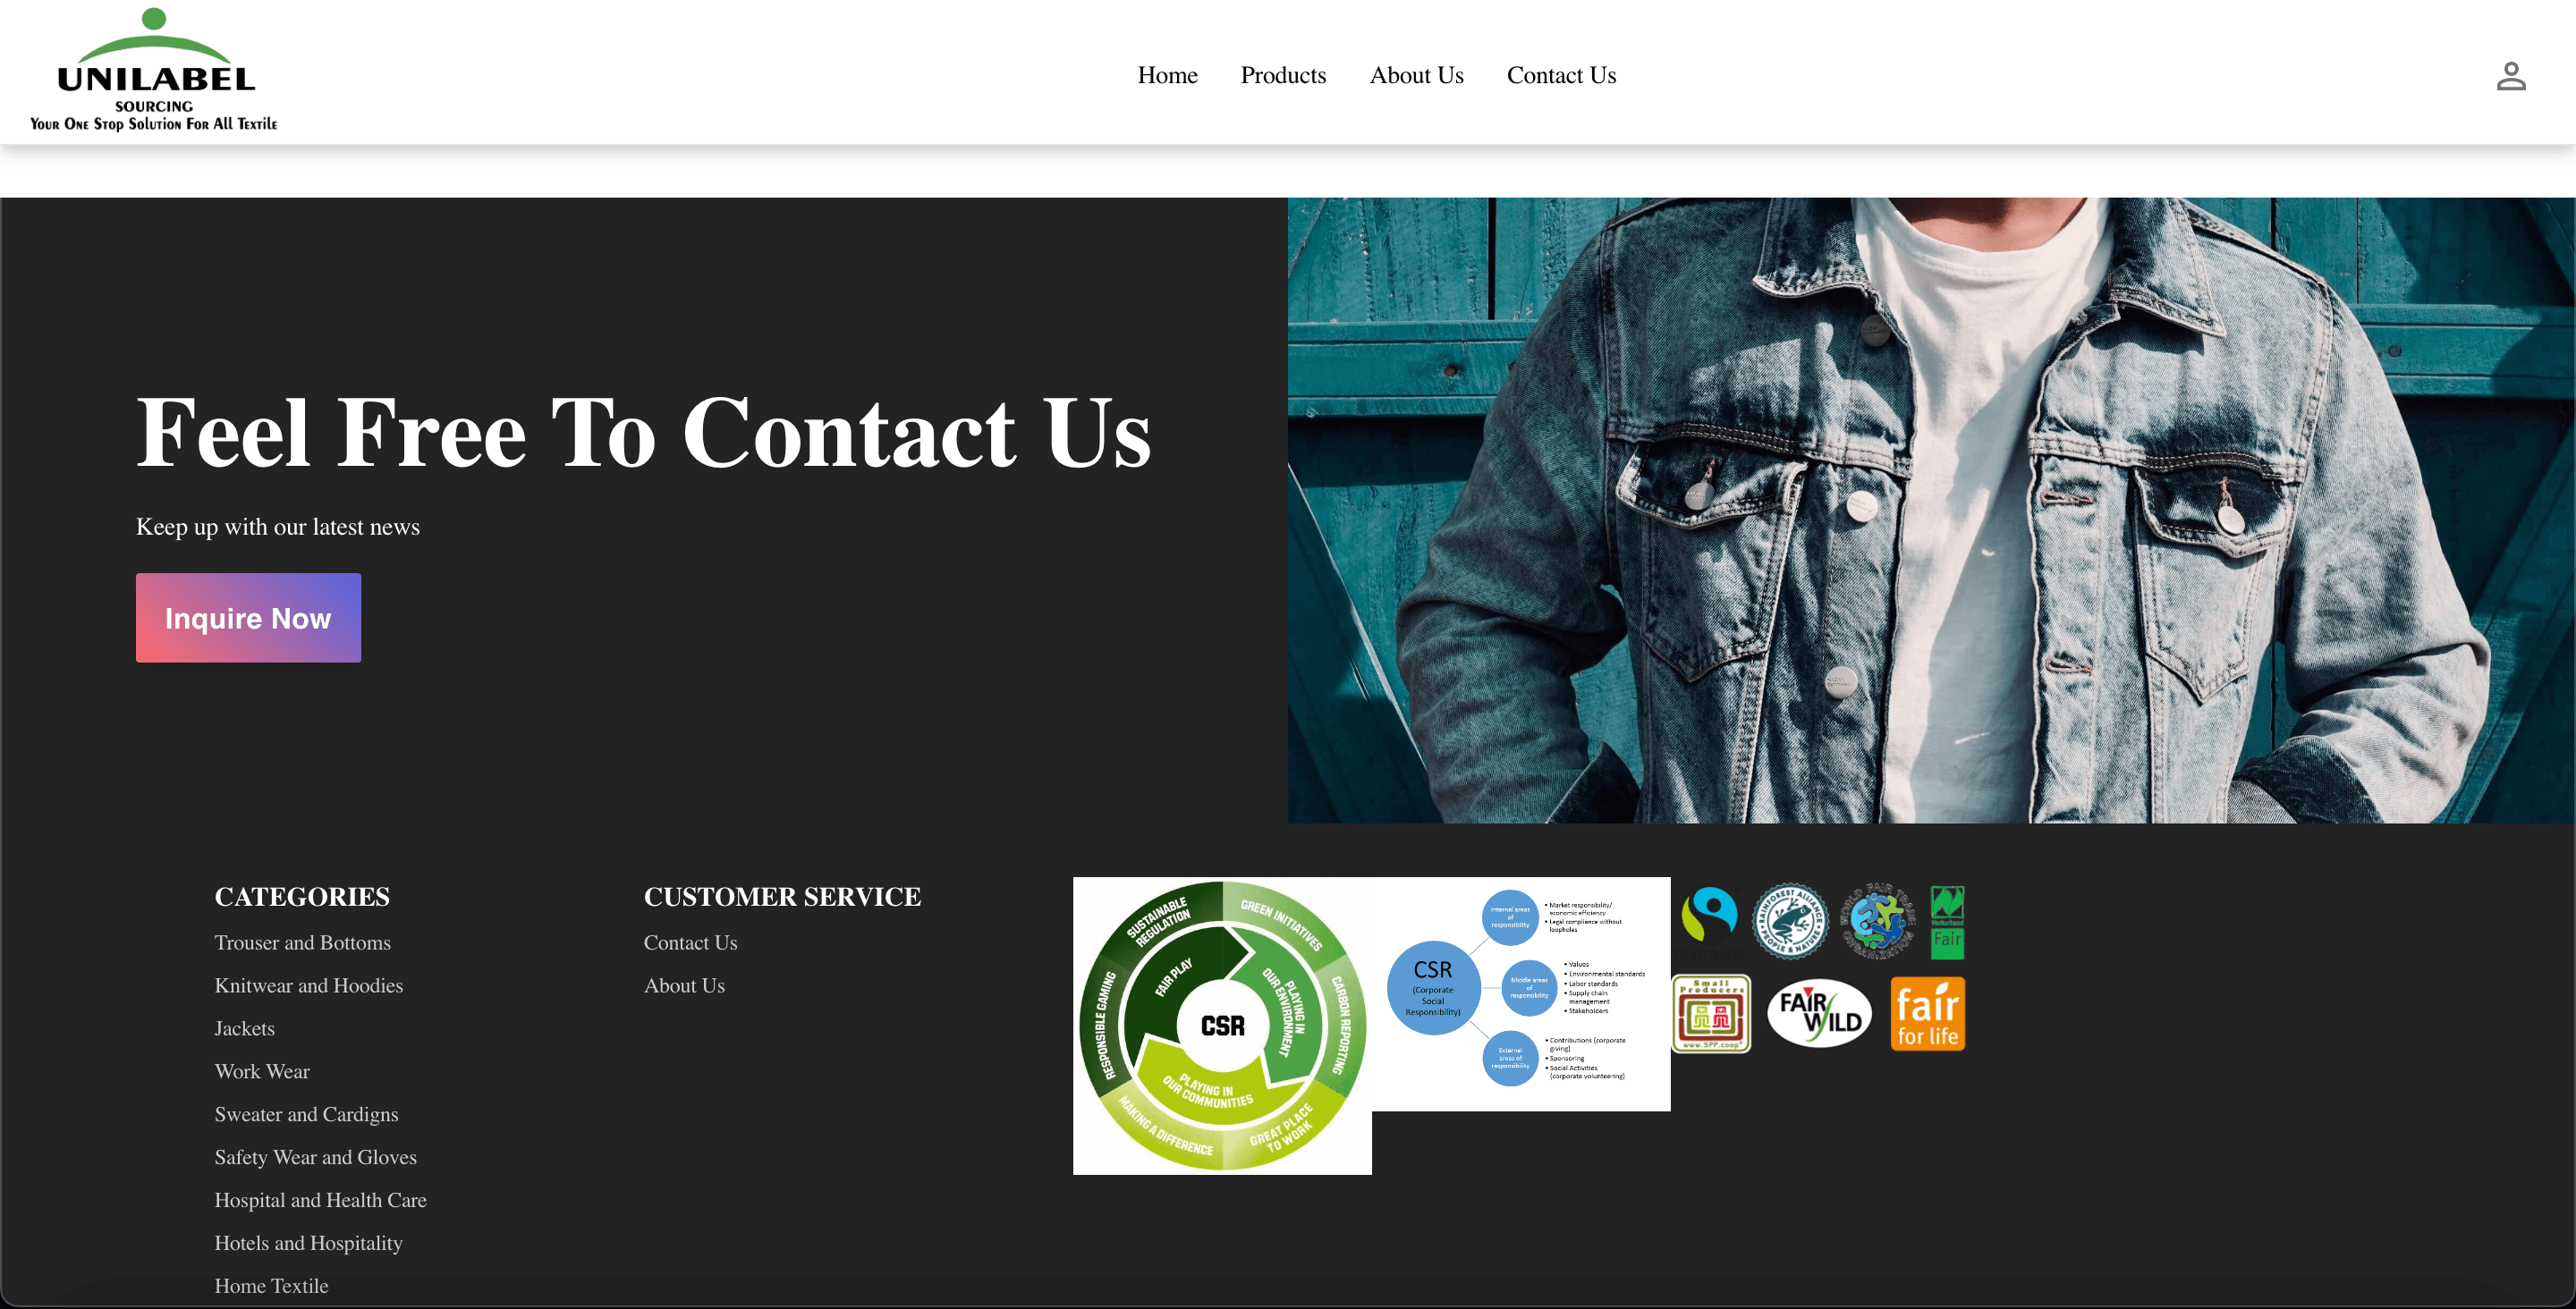 UNILABEL
SOURCING
Your One Stop Solution For All Textile
Home
Products
About Us
Contact Us
Feel Free To Contact Us
Keep up with our latest news
Inquire Now
CATEGORIES
Trouser and Bottoms
Knitwear and Hoodies
Jackets
Work Wear
Sweater and Cardigns
Safety Wear and Gloves
Hospital and Health Care
Hotels and Hospitality
Home Textile
CUSTOMER SERVICE
Contact Us
About Us
SUSTAINABLE
REGULATION
GREEN INITIATIVES
CARBON REPORTING
GREAT PLACE
TO WORK
MAKING A DIFFERENCE
RESPONSIBLE GAMING
FAIR PLAY
PLAYING IN
OUR ENVIRONMENT
PLAYING IN
OUR COMMUNITIES
CSR
CSR
(Corporate
Social
Responsibility)
Internal areas
of
responsibility
• Market responsibility/
economic efficiency
• Legal compliance without
loopholes
Middle areas
of
responsibility
• Values
• Environmental standards
• Labor standards
• Supply chain
management
• Stakeholders
External
areas of
responsibility
• Contributions (corporate
giving)
• Sponsoring
• Social Activities
(corporate volunteering)
RAINFOREST ALLIANCE
PEOPLE & NATURE
WORLD FAIR TRADE
ORGANIZATION
Naturland
Fair
Small
Producers
www.SPP.coop
FAIR
WILD
fair
for life